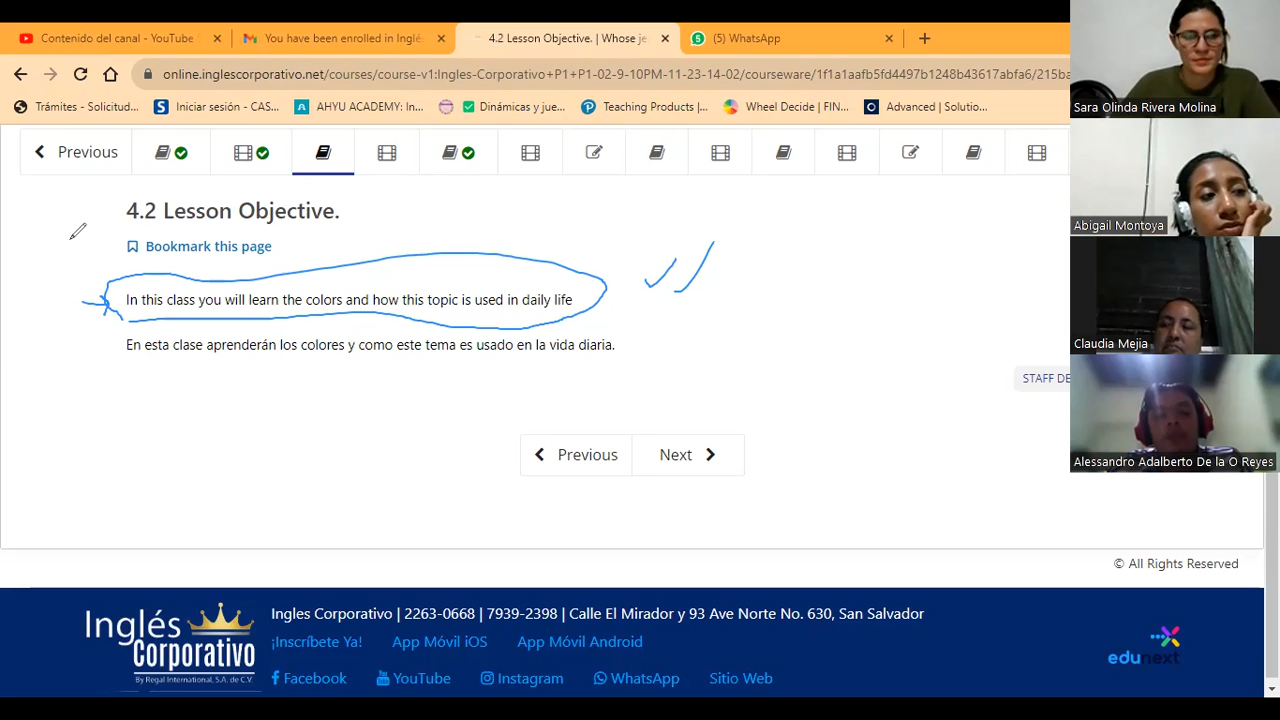 Contenido del canal - YouTube
You have been enrolled in Inglé
4.2 Lesson Objective. | Whose je
(5) WhatsApp
online.inglescorporativo.net/courses/course-v1:Ingles-Corporativo+P1+P1-02-9-10PM-11-23-14-02/courseware/1f1a1aafb5fd4497b1248b43617abfa6/215ba
Trámites - Solicitud...
Iniciar sesión - CAS...
AHYU ACADEMY: In...
Dinámicas y jue...
Teaching Products |...
Wheel Decide | FIN...
Advanced | Solutio...
Previous
4.2 Lesson Objective.
Bookmark this page
In this class you will learn the colors and how this topic is used in daily life
En esta clase aprenderán los colores y como este tema es usado en la vida diaria.
STAFF DE
Previous
Next
© All Rights Reserved
Inglés
Corporativo
By Regal International, S.A. de C.V.
Ingles Corporativo | 2263-0668 | 7939-2398 | Calle El Mirador y 93 Ave Norte No. 630, San Salvador
¡Inscríbete Ya!
App Móvil iOS
App Móvil Android
Facebook
YouTube
Instagram
WhatsApp
Sitio Web
edunext
Sara Olinda Rivera Molina
Abigail Montoya
Claudia Mejia
Alessandro Adalberto De la O Reyes